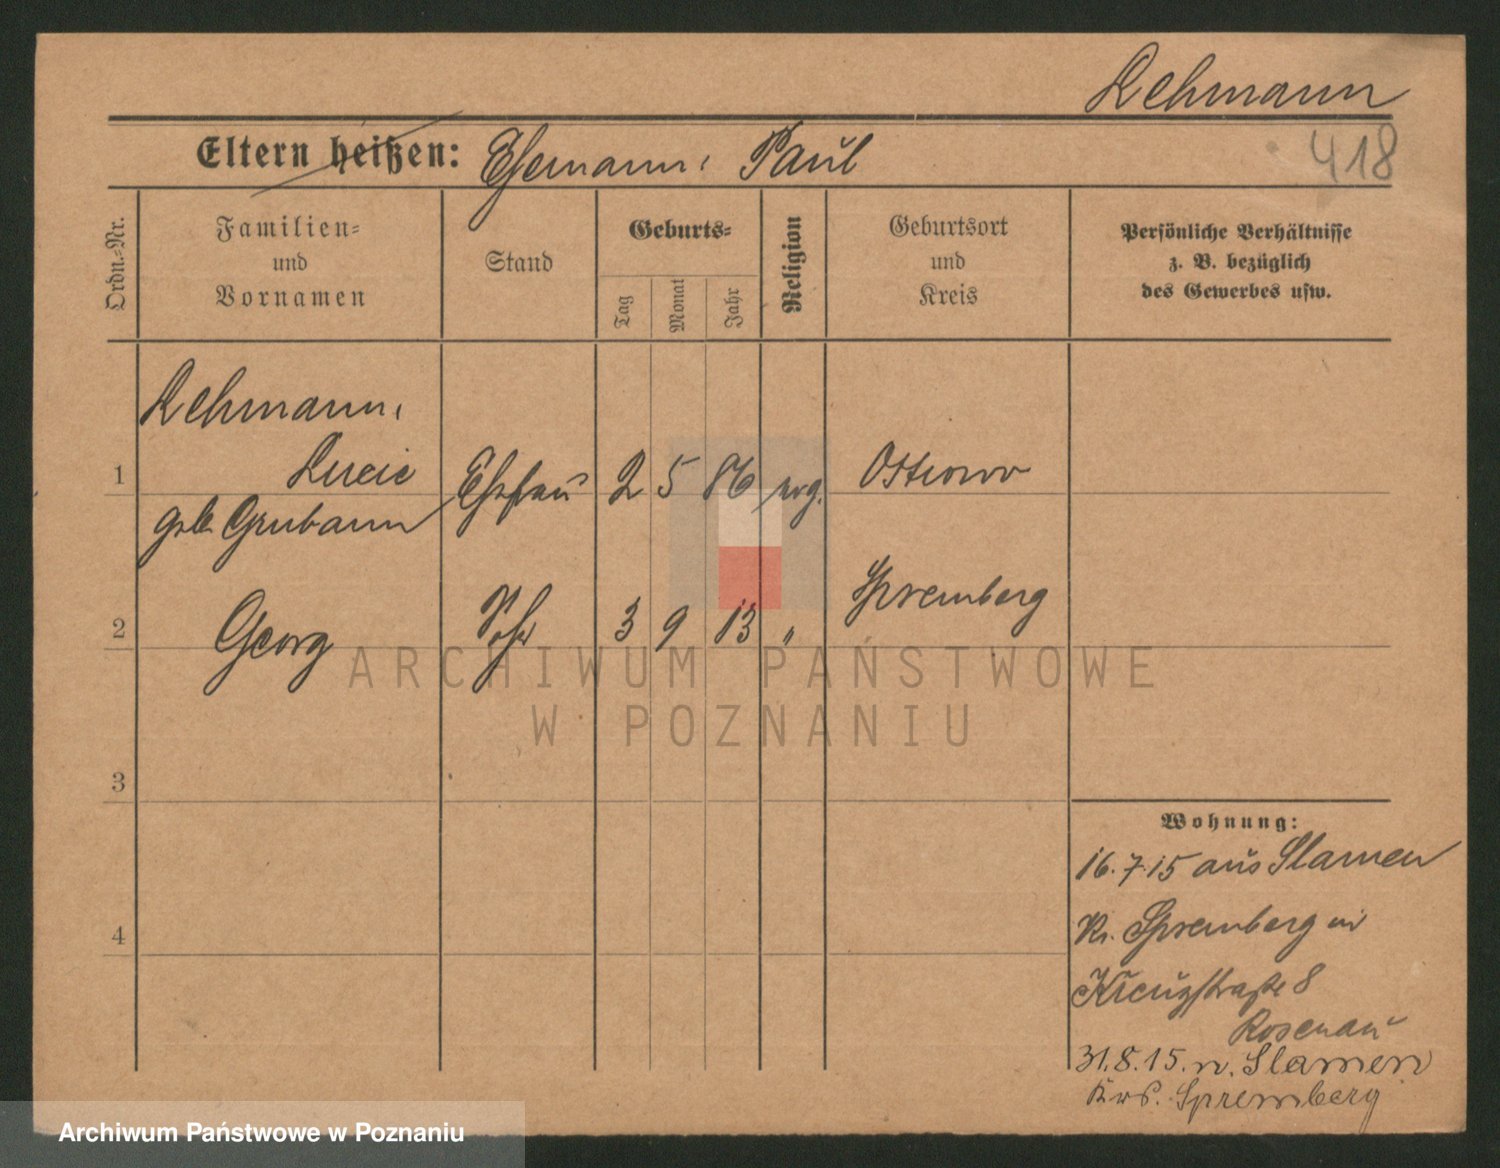 Lehmann
Eltern heißen: Ehemann: Paul
418
Ordn.-Nr.
Familien-
und
Vornamen
Stand
Geburts-
Tag
Monat
Jahr
Religion
Geburtsort
und
Kreis
Persönliche Verhältnisse
z. B. bezüglich
des Gewerbes usw.
Lehmann,
1 Lucie Ehefrau 2 5 86 evg. Ostrowo
geb. Grubann
2 Georg Sohn 3 9 13 " Spremberg
ARCHIWUM PAŃSTWOWE
W POZNANIU
3
Wohnung:
16.7.15 aus Slamen
4
Kr. Spremberg in
Kreuzstraße 8
Rosenau
31.8.15. n. Slamen
Krs. Spremberg
Archiwum Państwowe w Poznaniu